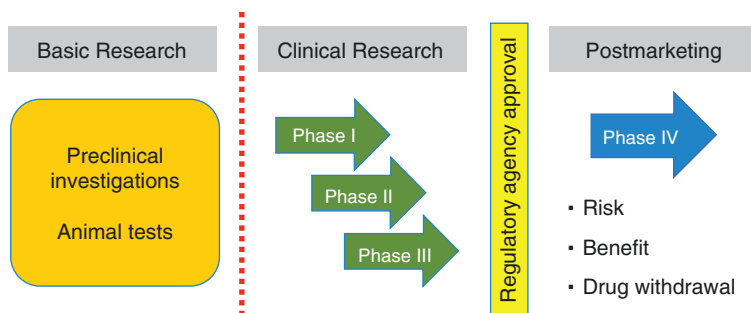 Basic Research
Preclinical
investigations
Animal tests
Clinical Research
Phase I
Phase II
Phase III
Regulatory agency approval
Postmarketing
Phase IV
▪ Risk
▪ Benefit
▪ Drug withdrawal